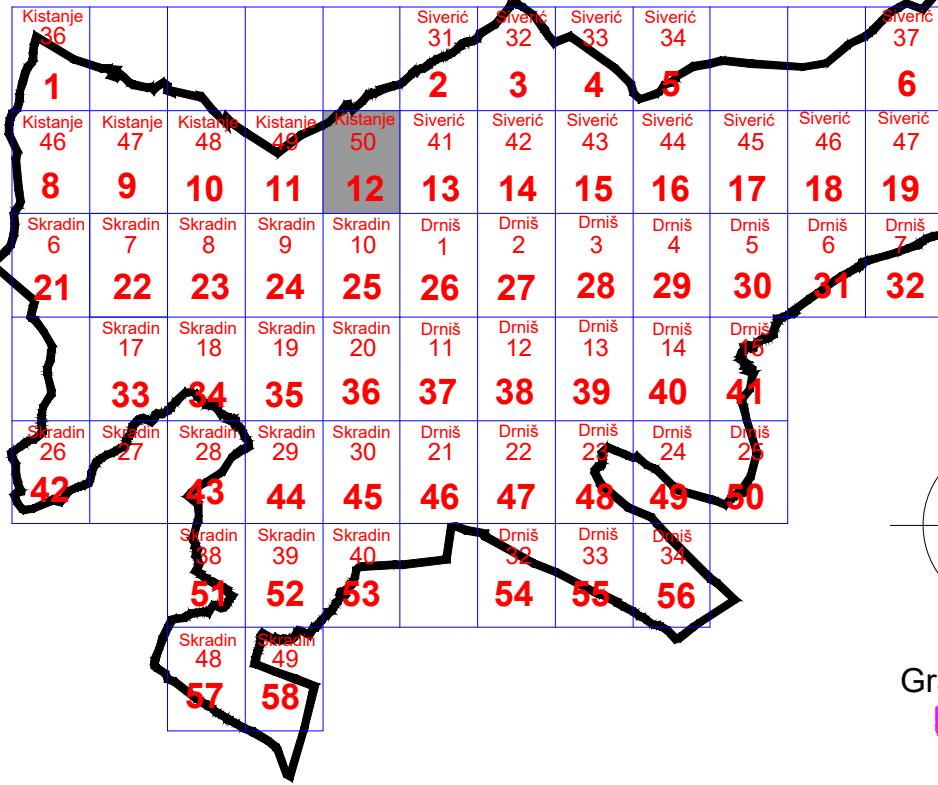 Kistanje Siverić Siverić Siverić Siverić Siverić
36 31 32 33 34 37
1 2 3 4 5 6
Kistanje Kistanje Kistanje Kistanje Kistanje Siverić Siverić Siverić Siverić Siverić Siverić Siverić
46 47 48 49 50 41 42 43 44 45 46 47
8 9 10 11 12 13 14 15 16 17 18 19
Skradin Skradin Skradin Skradin Skradin Drniš Drniš Drniš Drniš Drniš Drniš Drniš
6 7 8 9 10 1 2 3 4 5 6 7
21 22 23 24 25 26 27 28 29 30 31 32
Skradin Skradin Skradin Skradin Drniš Drniš Drniš Drniš Drniš
17 18 19 20 11 12 13 14 15
33 34 35 36 37 38 39 40 41
Skradin Skradin Skradin Skradin Skradin Drniš Drniš Drniš Drniš Drniš
26 27 28 29 30 21 22 23 24 25
42 43 44 45 46 47 48 49 50
Skradin Skradin Skradin Drniš Drniš Drniš
38 39 40 32 33 34
51 52 53 54 55 56
Skradin Skradin
48 49
57 58